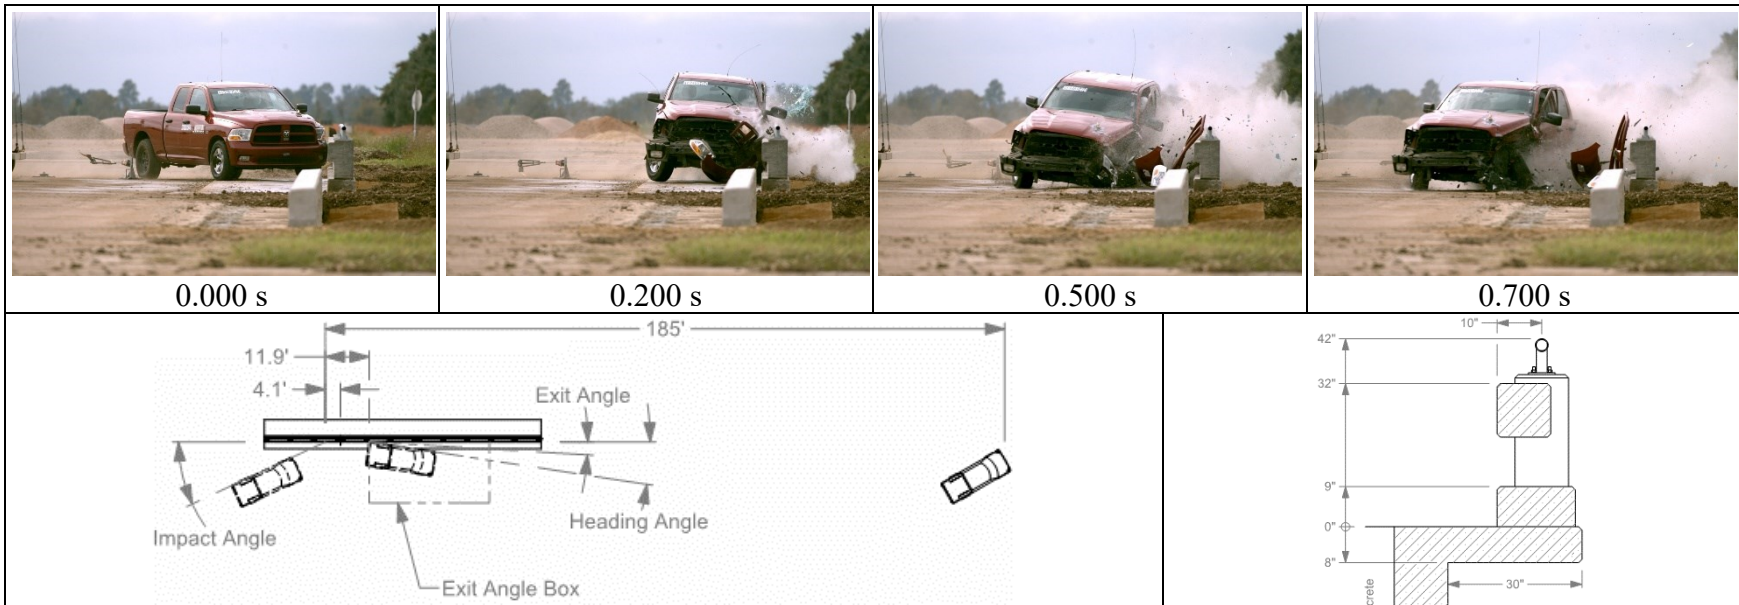 0.000 s
0.200 s
0.500 s
0.700 s
185'
11.9'
4.1'
Exit Angle
Heading Angle
Impact Angle
Exit Angle Box
10"
42"
32"
9"
0"
8"
30"
crete